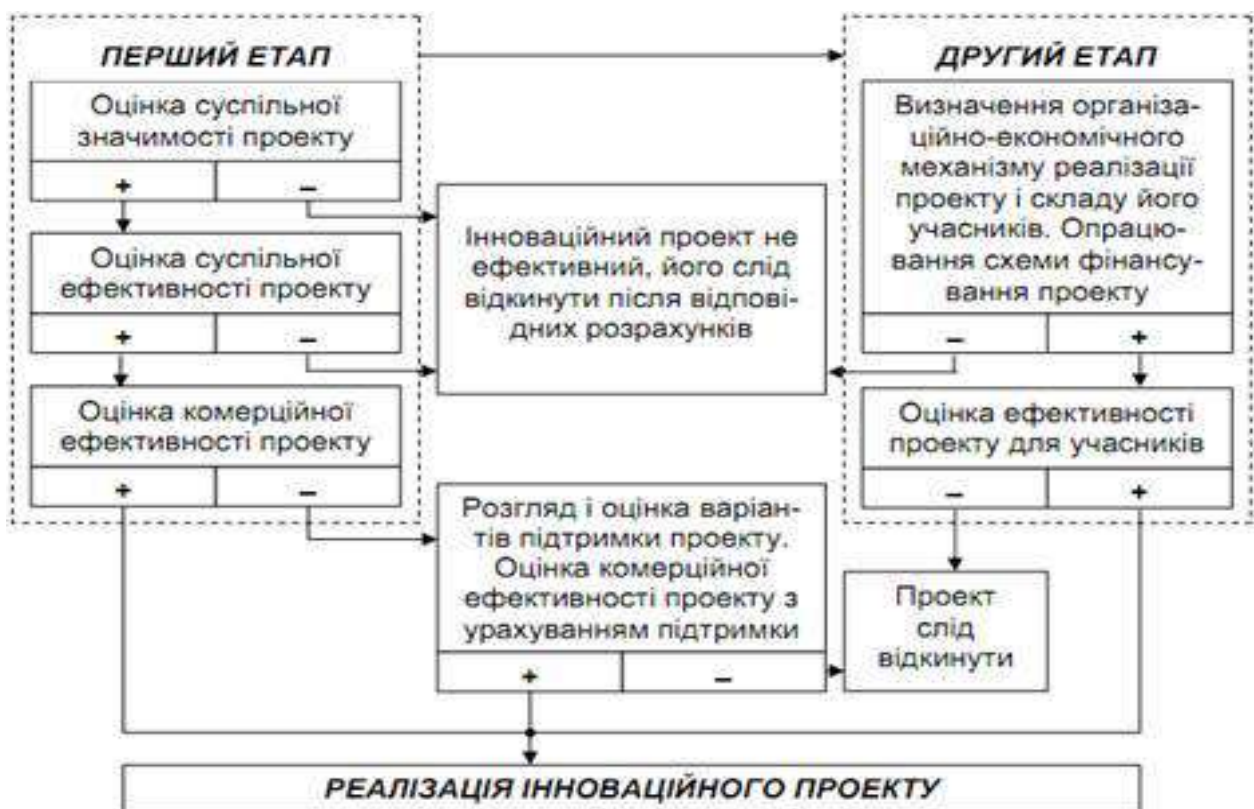 ПЕРШИЙ ЕТАП
Оцінка суспільної
значимості проекту
+ –
Оцінка суспільної
ефективності проекту
+ –
Оцінка комерційної
ефективності проекту
+ –
Інноваційний проект не
ефективний, його слід
відкинути після відпові-
дних розрахунків
Розгляд і оцінка варіан-
тів підтримки проекту.
Оцінка комерційної
ефективності проекту з
урахуванням підтримки
+ –
ДРУГИЙ ЕТАП
Визначення організа-
ційно-економічного
механізму реалізації
проекту і складу його
учасників. Опрацю-
вання схеми фінансу-
вання проекту
– +
Оцінка ефективності
проекту для учасників
– +
Проект
слід
відкинути
РЕАЛІЗАЦІЯ ІННОВАЦІЙНОГО ПРОЕКТУ